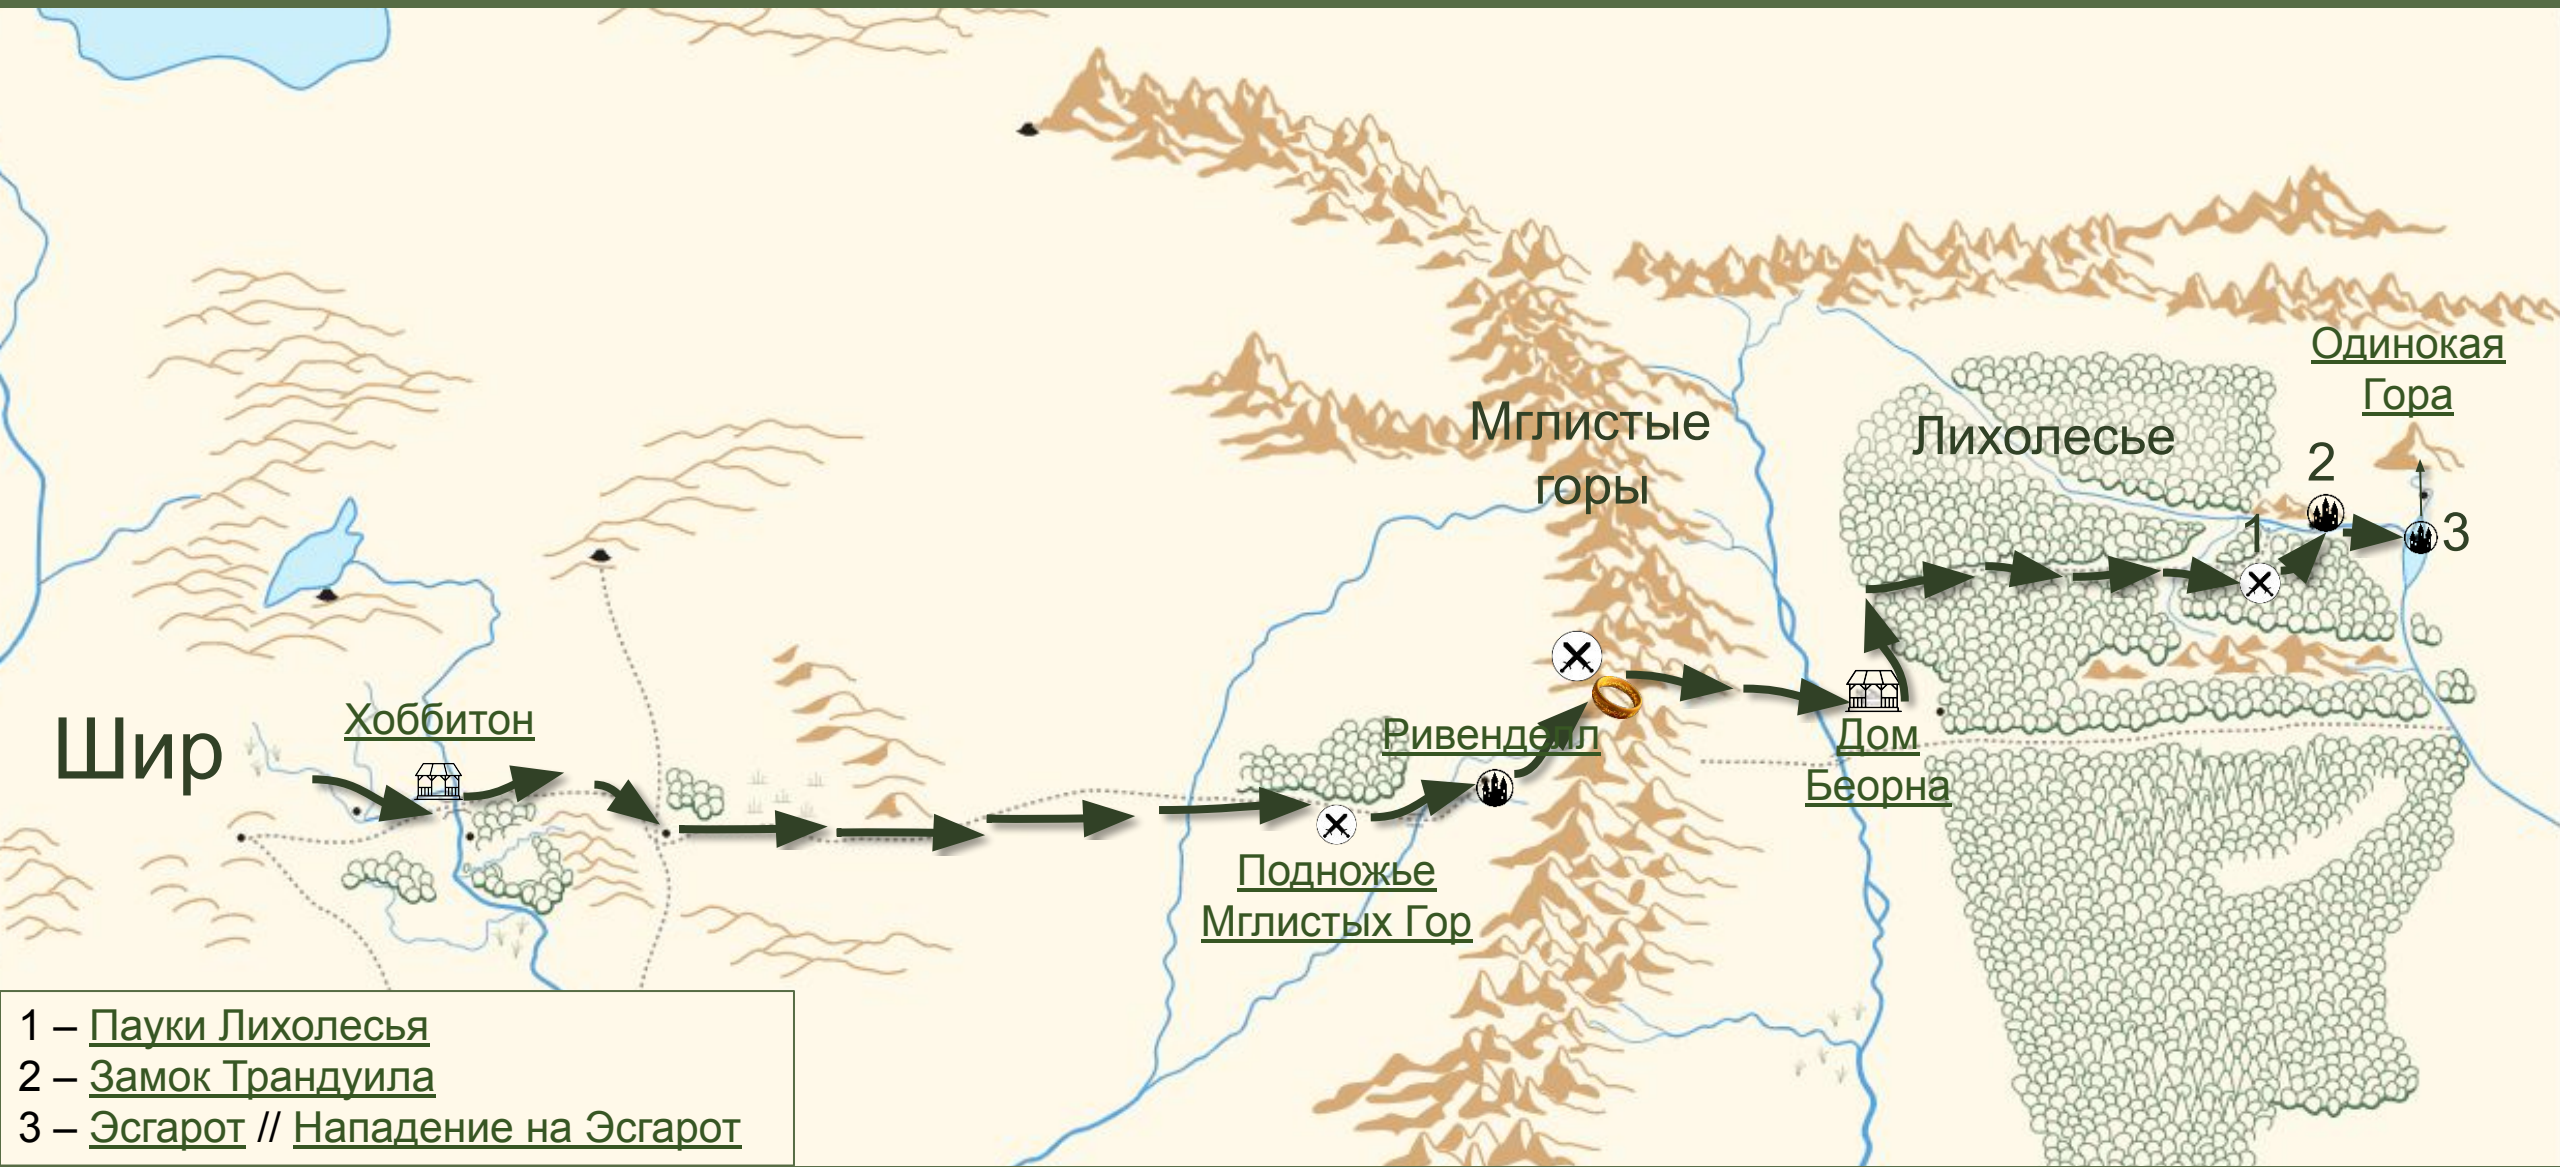 Одинокая
Гора
Мглистые
горы
Лихолесье
2
1
3
Шир
Хоббитон
Ривенделл
Дом
Беорна
Подножье
Мглистых Гор
1 – Пауки Лихолесья
2 – Замок Трандуила
3 – Эсгарот // Нападение на Эсгарот